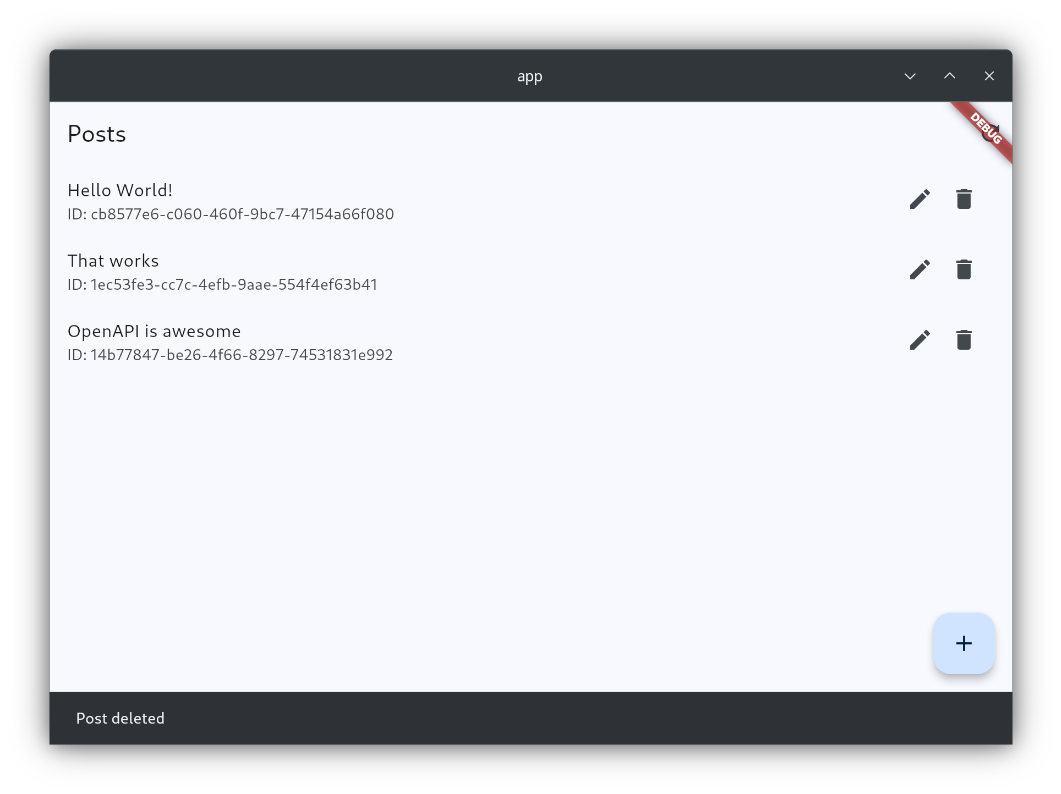 app
DEBUG
Posts
Hello World!
ID: cb8577e6-c060-460f-9bc7-47154a66f080
That works
ID: 1ec53fe3-cc7c-4efb-9aae-554f4ef63b41
OpenAPI is awesome
ID: 14b77847-be26-4f66-8297-74531831e992
Post deleted